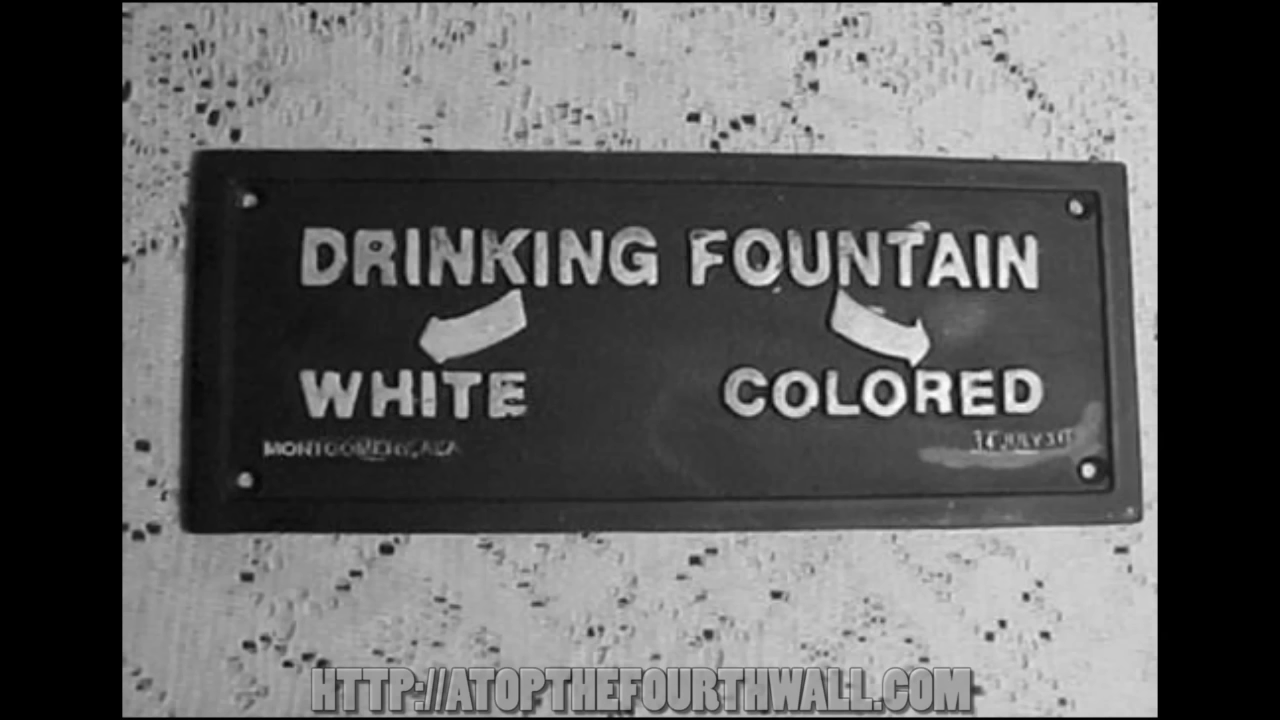 DRINKING FOUNTAIN
WHITE COLORED
MONTGOMERY, ALA
HTTP://ATOPTHEFOURTHWALL.COM